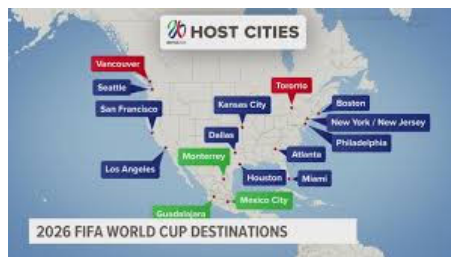 26
HOST CITIES
Vancouver
Seattle
San Francisco
Los Angeles
Toronto
Kansas City
Dallas
Monterrey
Boston
New York / New Jersey
Philadelphia
Atlanta
Houston
Miami
Mexico City
Guadalajara
2026 FIFA WORLD CUP DESTINATIONS